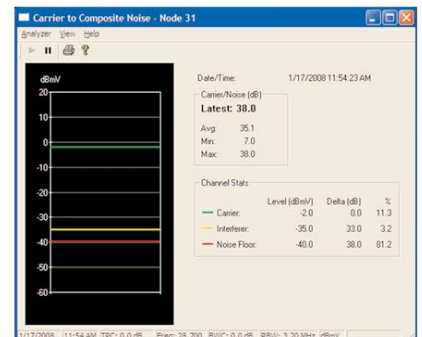 Carrier to Composite Noise - Node 31
Analyzer View Help
dBmV
20
10
0
-10
-20
-30
-40
-50
-60
Date/Time: 1/17/2008 11:54:23 AM
Carrier/Noise (dB)
Latest: 38.0
Avg: 35.1
Min: 7.0
Max: 38.0
Channel Stats
Level (dBmV) Delta (dB) %
Carrier: -2.0 0.0 11.3
Interferer: -35.0 33.0 3.2
Noise Floor: -40.0 38.0 81.2
1/17/2008 11:54 AM TPC: 0.0 dB Freq: 28.700 BWC: 0.0 dB RBW: 3.20 MHz dBmV